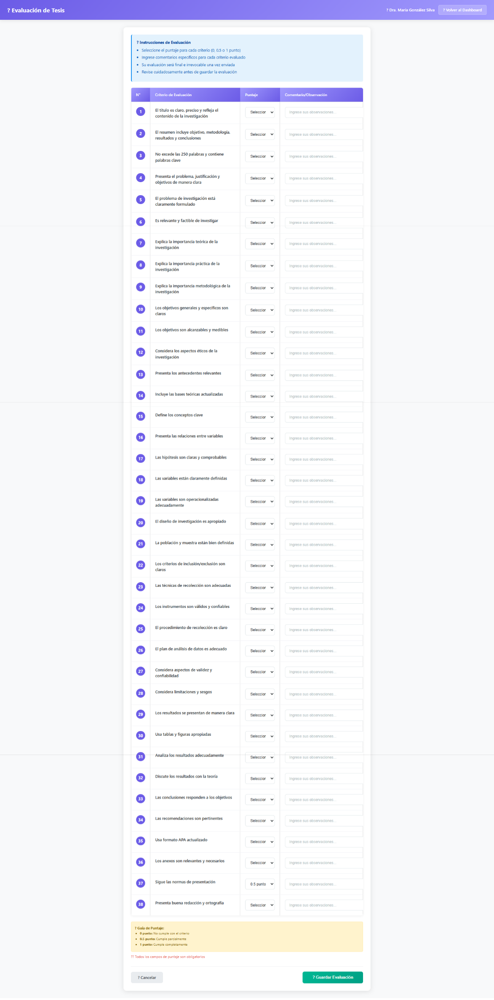 ? Evaluación de Tesis
? Dra. María González Silva
? Volver al Dashboard
? Instrucciones de Evaluación
• Seleccione el puntaje para cada criterio (0, 0.5 o 1 punto)
• Ingrese comentarios específicos para cada criterio evaluado
• Su evaluación será final e irrevocable una vez enviada
• Revise cuidadosamente antes de guardar la evaluación
N° Criterio de Evaluación Puntaje Comentario/Observación
1 El título es claro, preciso y refleja el Seleccior Ingrese sus observaciones...
contenido de la investigación
2 El resumen incluye objetivo, metodología, Seleccior Ingrese sus observaciones...
resultados y conclusiones
3 No excede las 250 palabras y contiene Seleccior Ingrese sus observaciones...
palabras clave
4 Presenta el problema, justificación y Seleccior Ingrese sus observaciones...
objetivos de manera clara
5 El problema de investigación está Seleccior Ingrese sus observaciones...
claramente formulado
6 Es relevante y factible de investigar Seleccior Ingrese sus observaciones...
7 Explica la importancia teórica de la Seleccior Ingrese sus observaciones...
investigación
8 Explica la importancia práctica de la Seleccior Ingrese sus observaciones...
investigación
9 Explica la importancia metodológica de la Seleccior Ingrese sus observaciones...
investigación
10 Los objetivos generales y específicos son Seleccior Ingrese sus observaciones...
claros
11 Los objetivos son alcanzables y medibles Seleccior Ingrese sus observaciones...
12 Considera los aspectos éticos de la Seleccior Ingrese sus observaciones...
investigación
13 Presenta los antecedentes relevantes Seleccior Ingrese sus observaciones...
14 Incluye las bases teóricas actualizadas Seleccior Ingrese sus observaciones...
15 Define los conceptos clave Seleccior Ingrese sus observaciones...
16 Presenta las relaciones entre variables Seleccior Ingrese sus observaciones...
17 Las hipótesis son claras y comprobables Seleccior Ingrese sus observaciones...
18 Las variables están claramente definidas Seleccior Ingrese sus observaciones...
19 Las variables son operacionalizadas Seleccior Ingrese sus observaciones...
adecuadamente
20 El diseño de investigación es apropiado Seleccior Ingrese sus observaciones...
21 La población y muestra están bien definidas Seleccior Ingrese sus observaciones...
22 Los criterios de inclusión/exclusión son Seleccior Ingrese sus observaciones...
claros
23 Las técnicas de recolección son adecuadas Seleccior Ingrese sus observaciones...
24 Los instrumentos son válidos y confiables Seleccior Ingrese sus observaciones...
25 El procedimiento de recolección es claro Seleccior Ingrese sus observaciones...
26 El plan de análisis de datos es adecuado Seleccior Ingrese sus observaciones...
27 Considera aspectos de validez y Seleccior Ingrese sus observaciones...
confiabilidad
28 Considera limitaciones y sesgos Seleccior Ingrese sus observaciones...
29 Los resultados se presentan de manera clara Seleccior Ingrese sus observaciones...
30 Usa tablas y figuras apropiadas Seleccior Ingrese sus observaciones...
31 Analiza los resultados adecuadamente Seleccior Ingrese sus observaciones...
32 Discute los resultados con la teoría Seleccior Ingrese sus observaciones...
33 Las conclusiones responden a los objetivos Seleccior Ingrese sus observaciones...
34 Las recomendaciones son pertinentes Seleccior Ingrese sus observaciones...
35 Usa formato APA actualizado Seleccior Ingrese sus observaciones...
36 Los anexos son relevantes y necesarios Seleccior Ingrese sus observaciones...
37 Sigue las normas de presentación 0.5 punto Ingrese sus observaciones...
38 Presenta buena redacción y ortografía Seleccior Ingrese sus observaciones...
? Guía de Puntaje:
• 0 punto: No cumple con el criterio
• 0.5 punto: Cumple parcialmente
• 1 punto: Cumple completamente
?? Todos los campos de puntaje son obligatorios
? Cancelar
? Guardar Evaluación